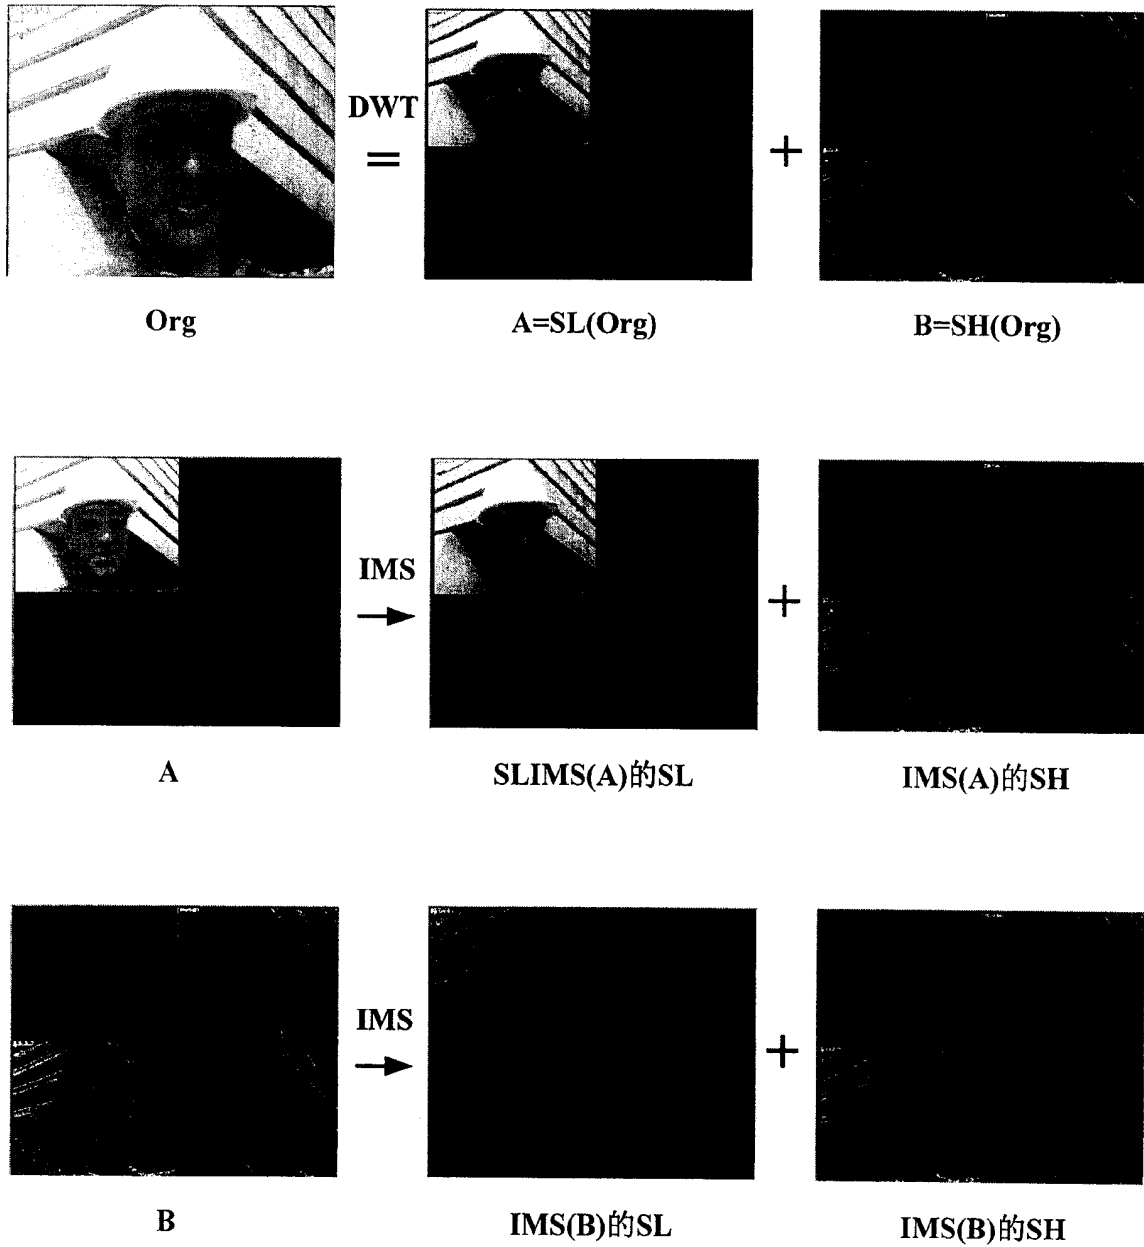 DWT
=
+
Org
A=SL(Org)
B=SH(Org)
IMS
+
A
SLIMS(A)的SL
IMS(A)的SH
IMS
+
B
IMS(B)的SL
IMS(B)的SH